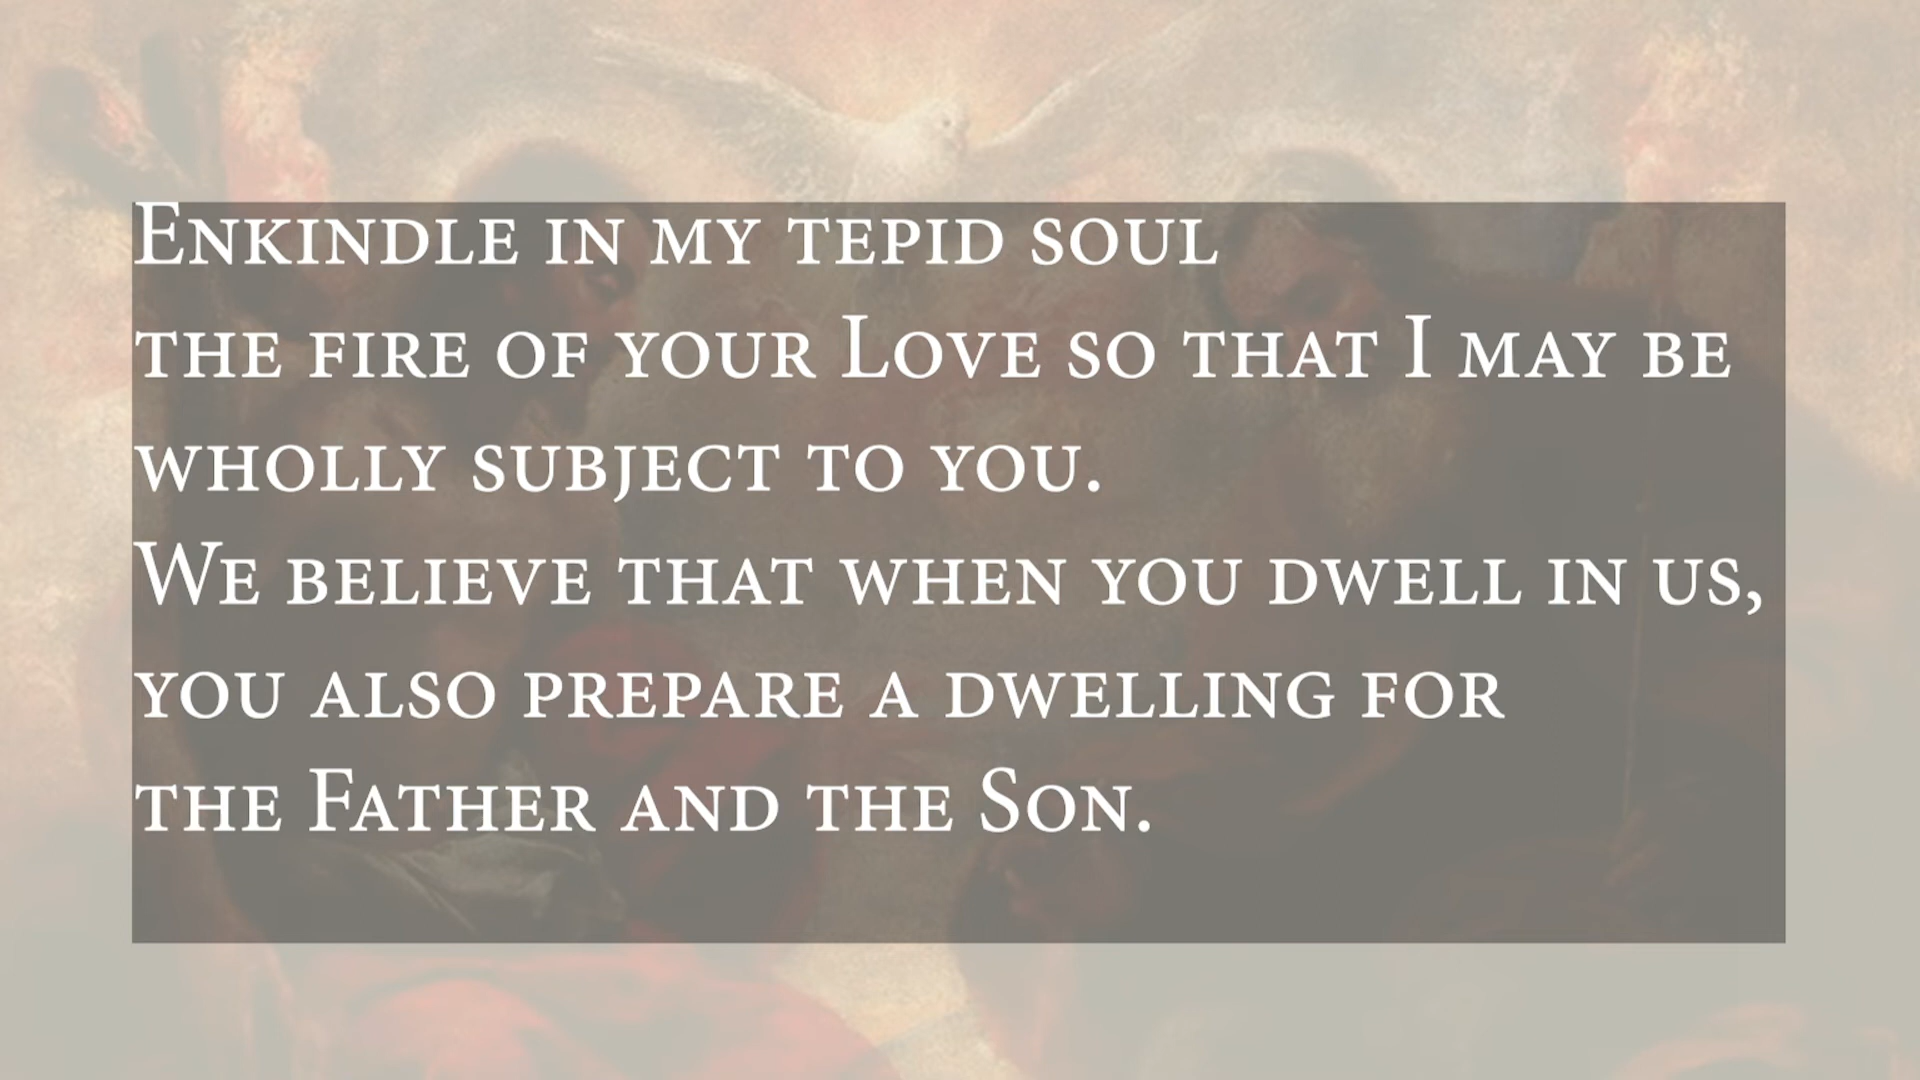 Enkindle in my tepid soul
the fire of your Love so that I may be
wholly subject to you.
We believe that when you dwell in us,
you also prepare a dwelling for
the Father and the Son.